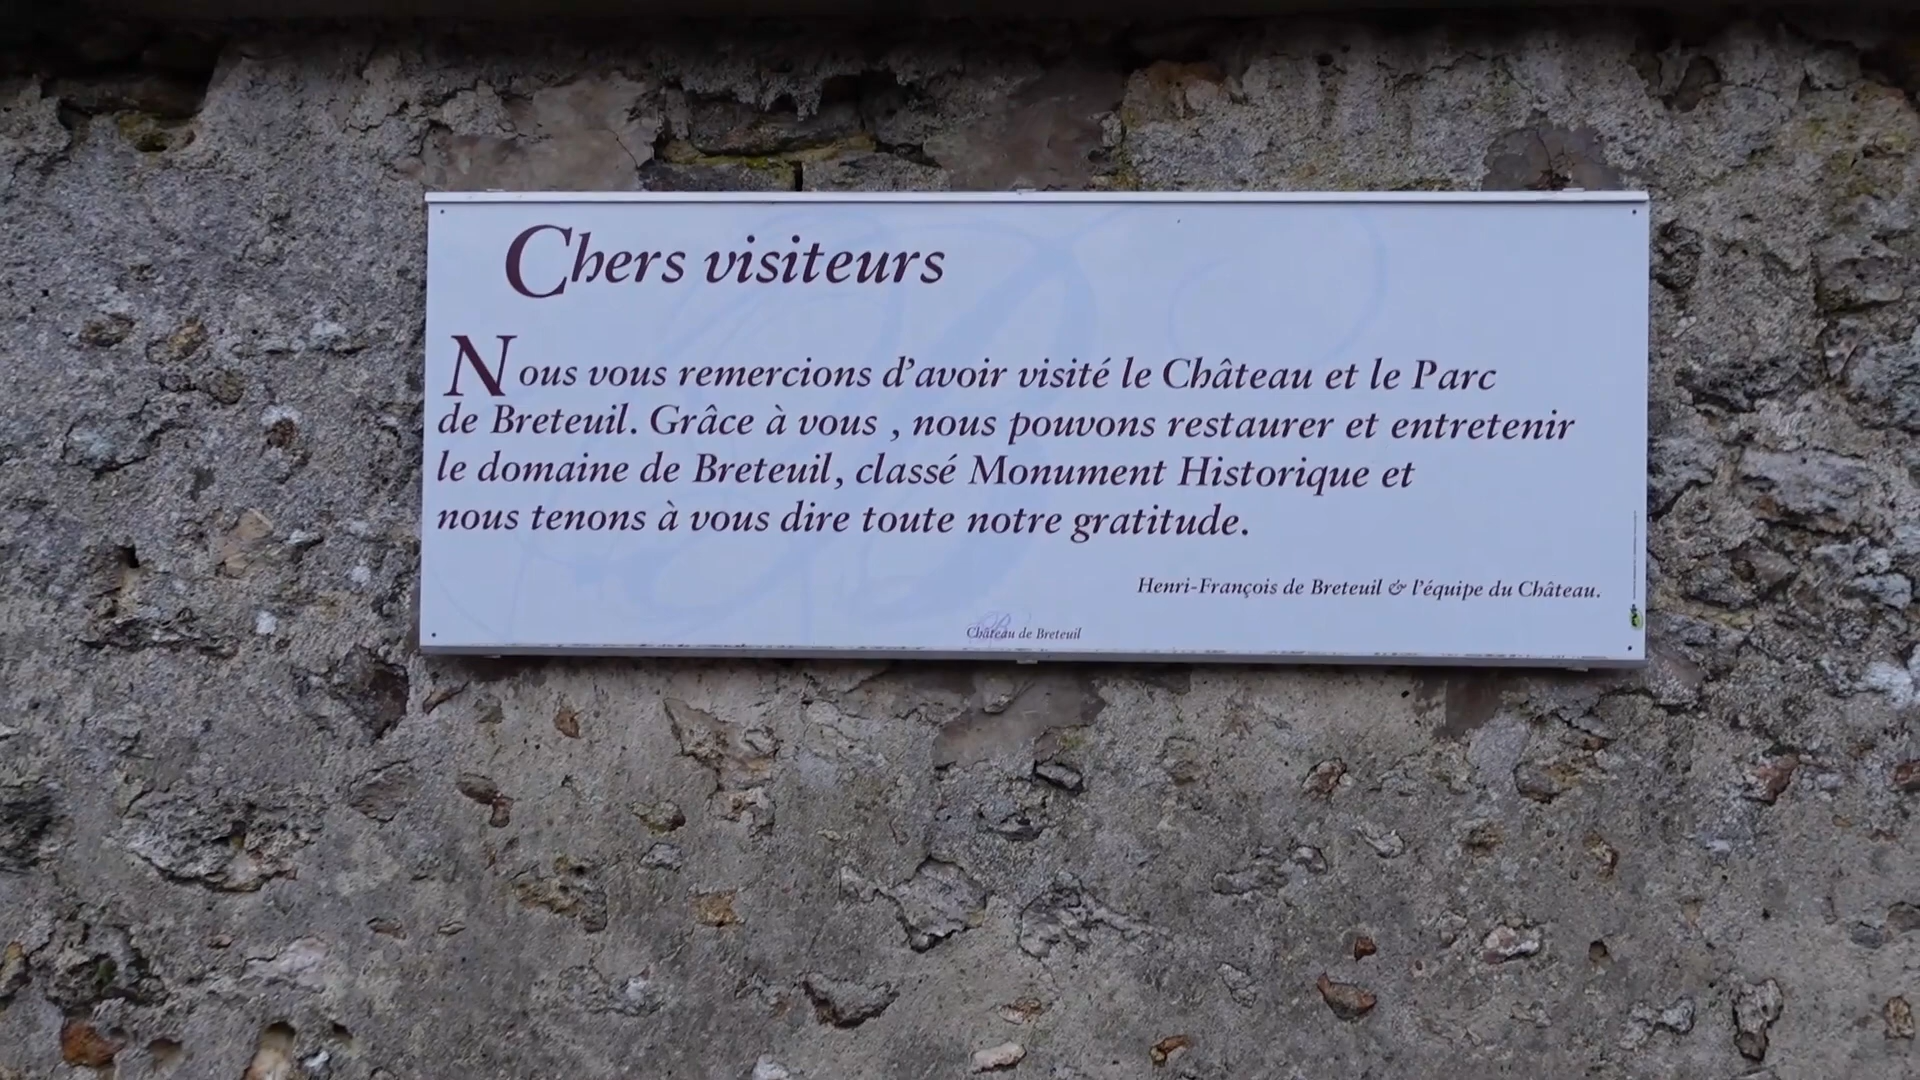 Chers visiteurs
Nous vous remercions d'avoir visité le Château et le Parc
de Breteuil. Grâce à vous , nous pouvons restaurer et entretenir
le domaine de Breteuil, classé Monument Historique et
nous tenons à vous dire toute notre gratitude.
Henri-François de Breteuil & l'équipe du Château.
Château de Breteuil